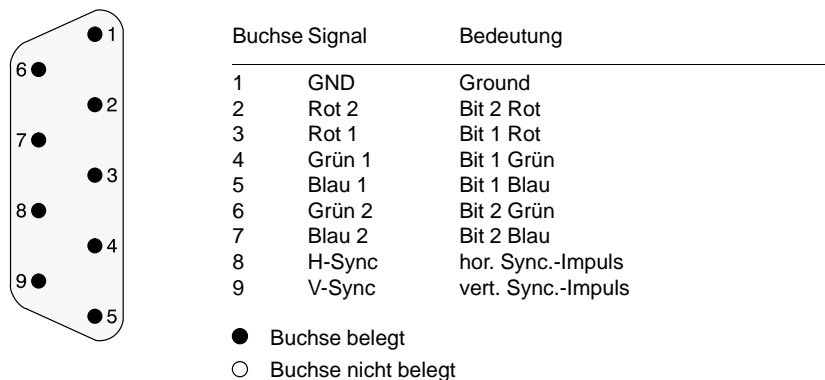 1
6
2
7
3
8
4
9
5
Buchse Signal Bedeutung
1 GND Ground
2 Rot 2 Bit 2 Rot
3 Rot 1 Bit 1 Rot
4 Grün 1 Bit 1 Grün
5 Blau 1 Bit 1 Blau
6 Grün 2 Bit 2 Grün
7 Blau 2 Bit 2 Blau
8 H-Sync hor. Sync.-Impuls
9 V-Sync vert. Sync.-Impuls
Buchse belegt
Buchse nicht belegt